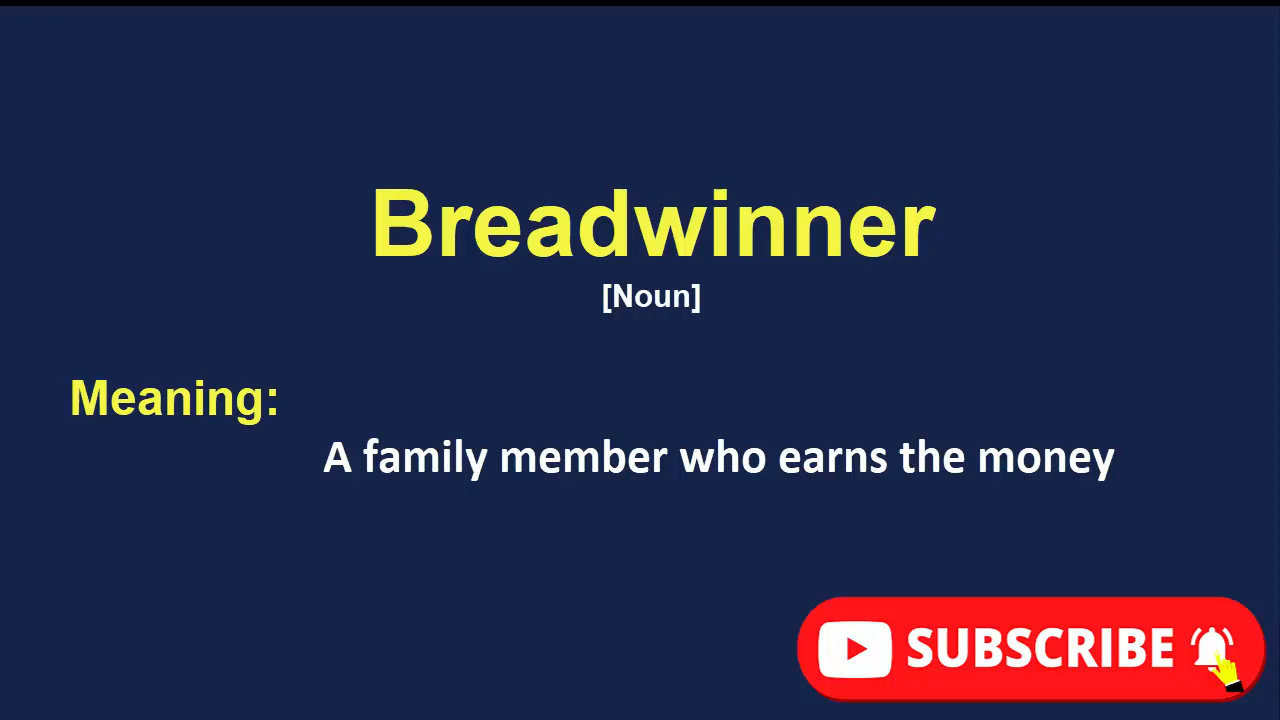 Breadwinner
[Noun]
Meaning:
A family member who earns the money
SUBSCRIBE